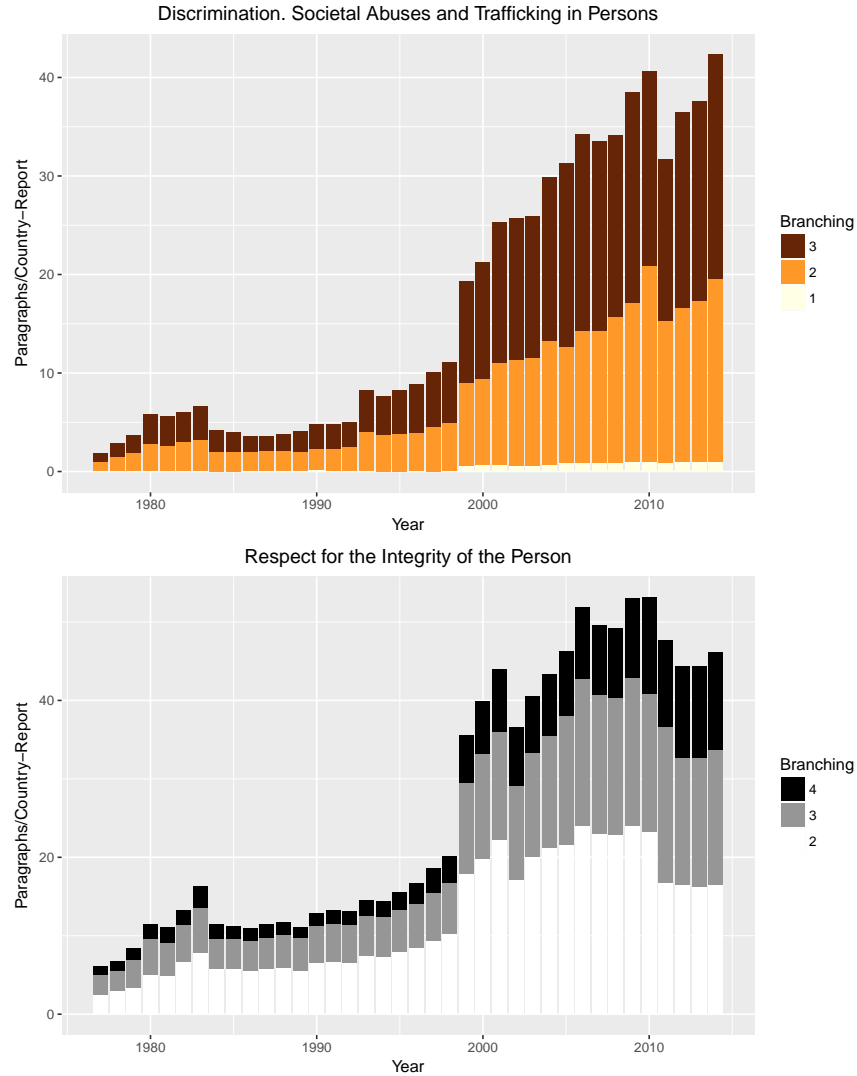 Discrimination. Societal Abuses and Trafficking in Persons
40
30
20
10
0
Paragraphs/Country−Report
1980
1990
2000
2010
Year
Branching
3
2
1
Respect for the Integrity of the Person
40
20
0
Paragraphs/Country−Report
1980
1990
2000
2010
Year
Branching
4
3
2